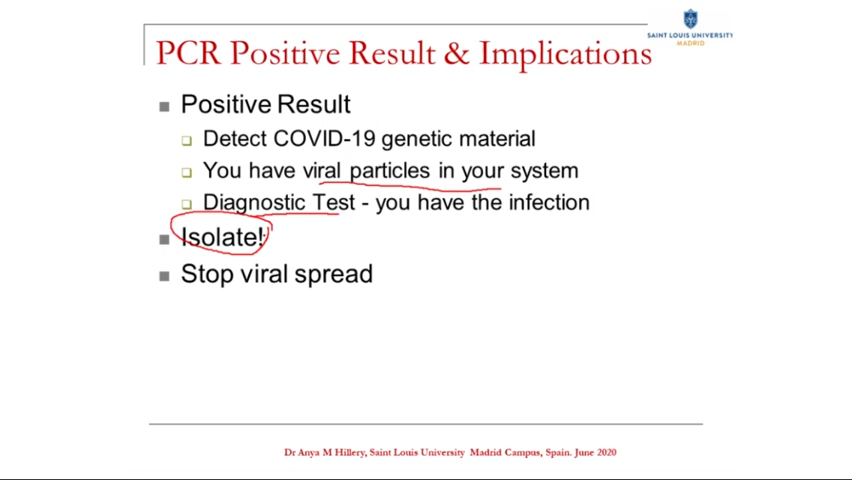 SAINT LOUIS UNIVERSITY
MADRID
PCR Positive Result & Implications
Positive Result
Detect COVID-19 genetic material
You have viral particles in your system
Diagnostic Test - you have the infection
Isolate!
Stop viral spread
Dr Anya M Hillery, Saint Louis University Madrid Campus, Spain. June 2020